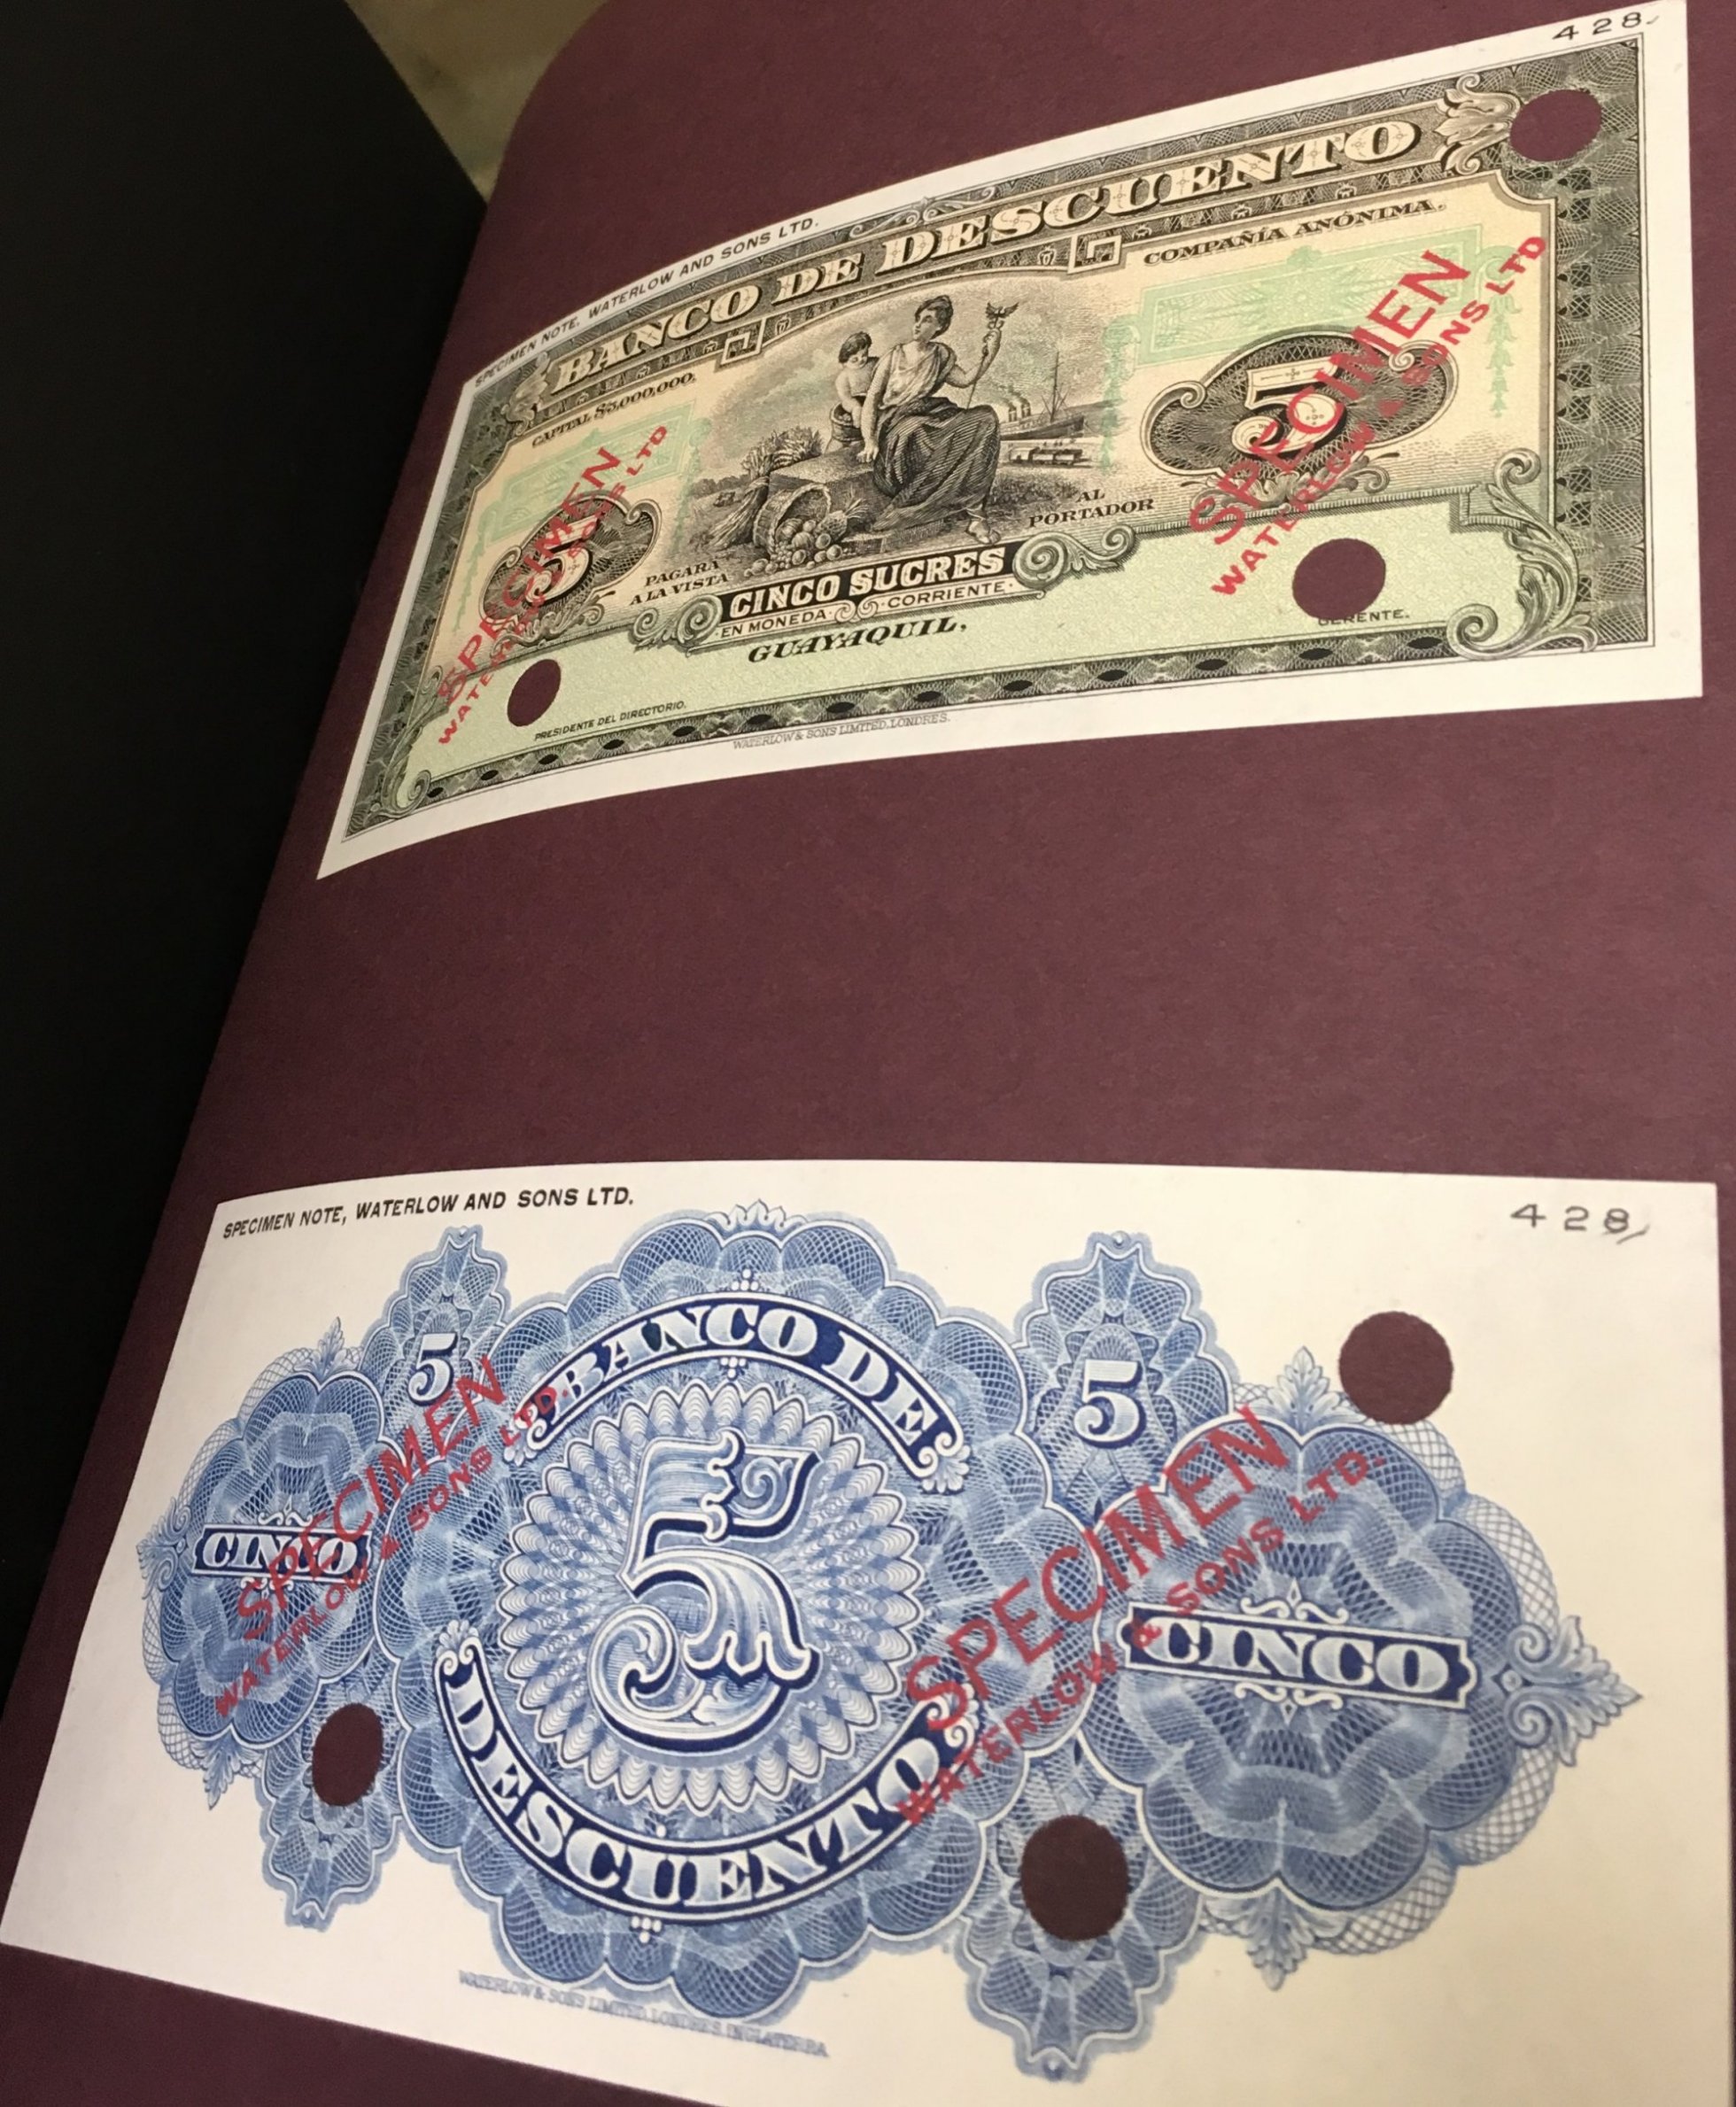 SPECIMEN NOTE, WATERLOW AND SONS LTD.
428
BANCO DE DESCUENTO
CAPITAL $5,000,000.
COMPAÑÍA ANÓNIMA.
5
5
SPECIMEN
WATERLOW & SONS LTD
SPECIMEN
WATERLOW & SONS LTD
PAGARA
A LA VISTA
AL
PORTADOR
CINCO SUCRES
EN MONEDA CORRIENTE
GUAYAQUIL,
PRESIDENTE DEL DIRECTORIO.
GERENTE.
WATERLOW & SONS LIMITED, LONDRES.
SPECIMEN NOTE, WATERLOW AND SONS LTD.
428
5
5
BANCO DE
5
DESCUENTO
CINCO
CINCO
SPECIMEN
WATERLOW & SONS LTD.
SPECIMEN
WATERLOW & SONS LTD.
WATERLOW & SONS LIMITED, LONDRES, INGLATERRA